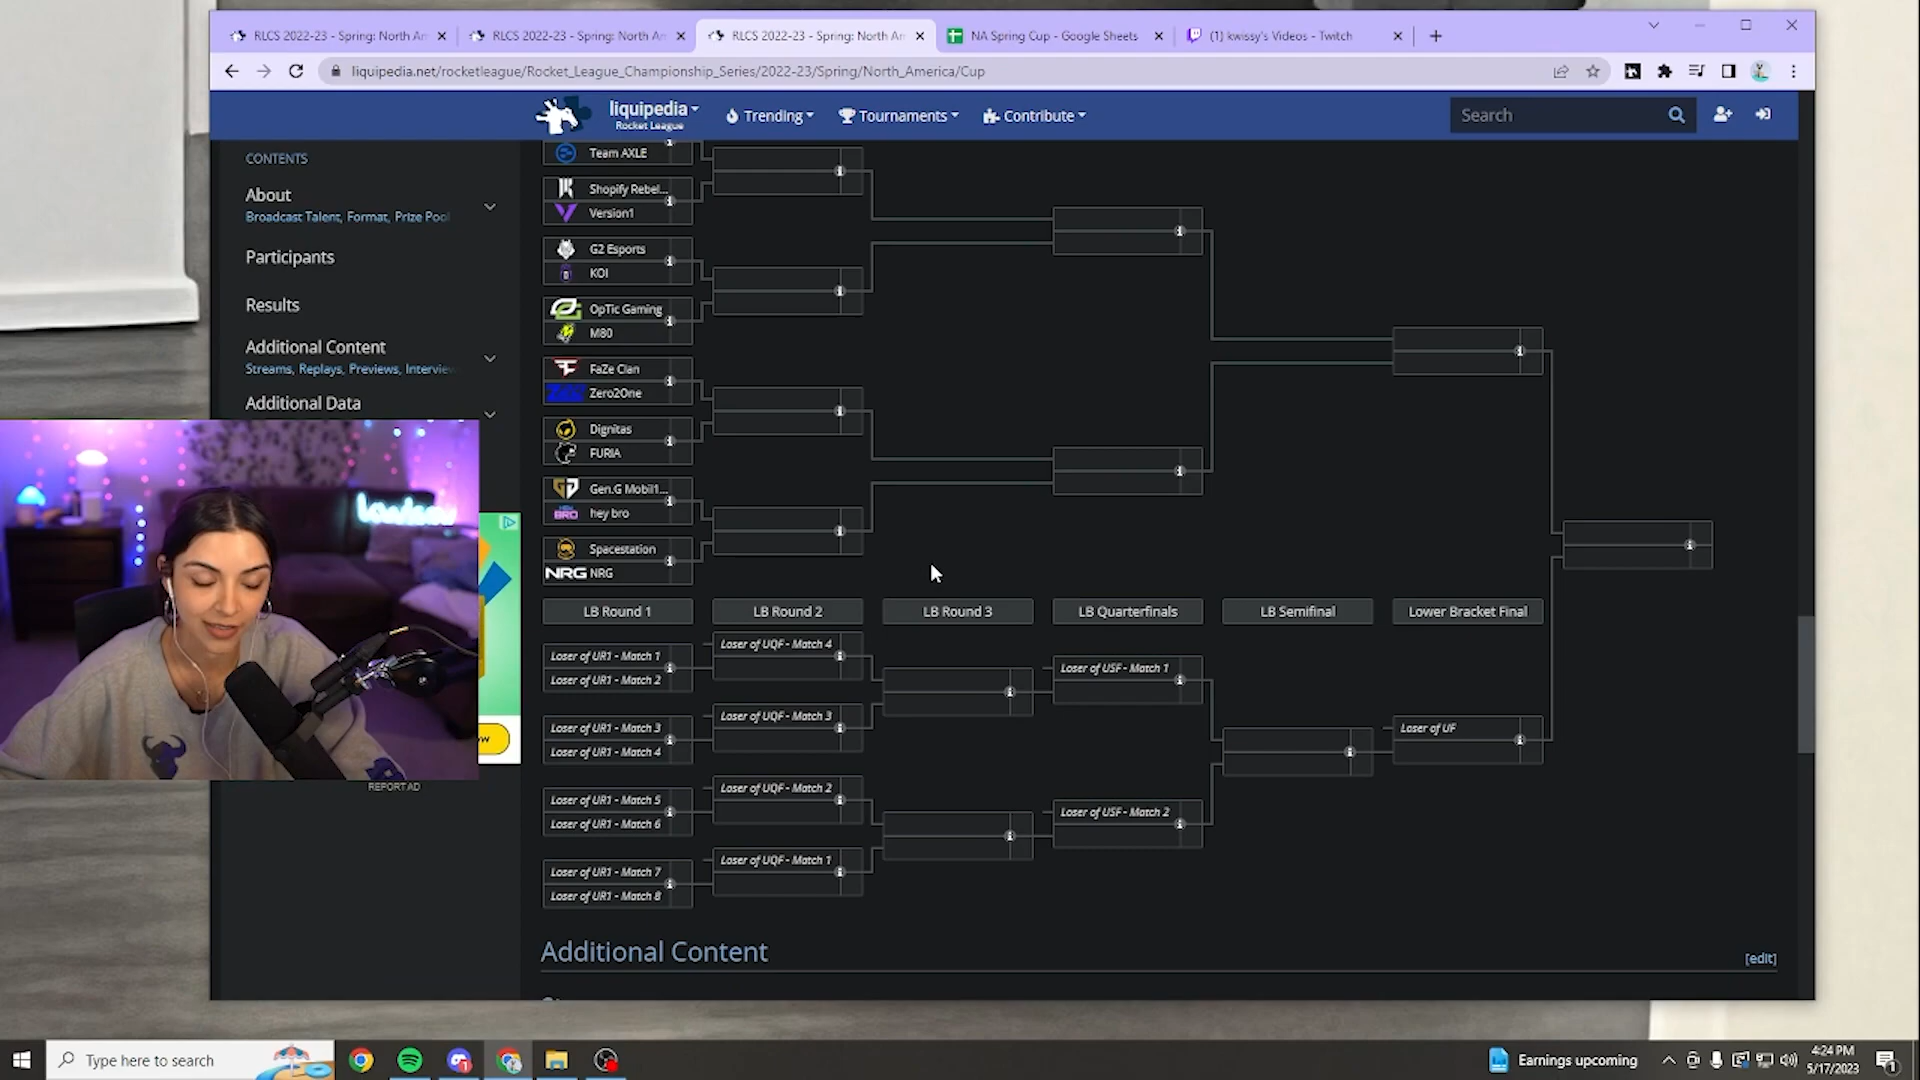 RLCS 2022-23 - Spring: North Am
RLCS 2022-23 - Spring: North Am
RLCS 2022-23 - Spring: North Am
NA Spring Cup - Google Sheets
(1) kwissy's Videos - Twitch
liquipedia.net/rocketleague/Rocket_League_Championship_Series/2022-23/Spring/North_America/Cup
liquipedia
Rocket League
Trending
Tournaments
Contribute
Search
CONTENTS
About
Broadcast Talent, Format, Prize Pool
Participants
Results
Additional Content
Streams, Replays, Previews, Interview
Additional Data
REPORT AD
Team AXLE
Shopify Rebel...
Version1
G2 Esports
KOI
OpTic Gaming
M80
FaZe Clan
Zero2One
Dignitas
FURIA
Gen.G Mobil1...
hey bro
Spacestation
NRG NRG
LB Round 1
LB Round 2
LB Round 3
LB Quarterfinals
LB Semifinal
Lower Bracket Final
Loser of UR1 - Match 1
Loser of UR1 - Match 2
Loser of UR1 - Match 3
Loser of UR1 - Match 4
Loser of UR1 - Match 5
Loser of UR1 - Match 6
Loser of UR1 - Match 7
Loser of UR1 - Match 8
Loser of UQF - Match 4
Loser of UQF - Match 3
Loser of UQF - Match 2
Loser of UQF - Match 1
Loser of USF - Match 1
Loser of USF - Match 2
Loser of UF
Additional Content
[edit]
Type here to search
Earnings upcoming
4:24 PM
5/17/2023